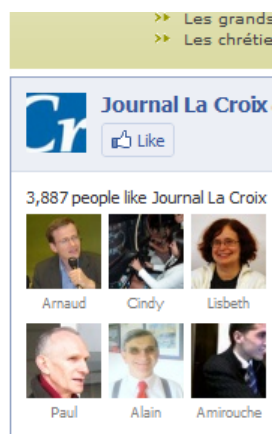 Les grands
Les chrétie
Cr
Journal La Croix
Like
3,887 people like Journal La Croix
Arnaud
Cindy
Lisbeth
Paul
Alain
Amirouche